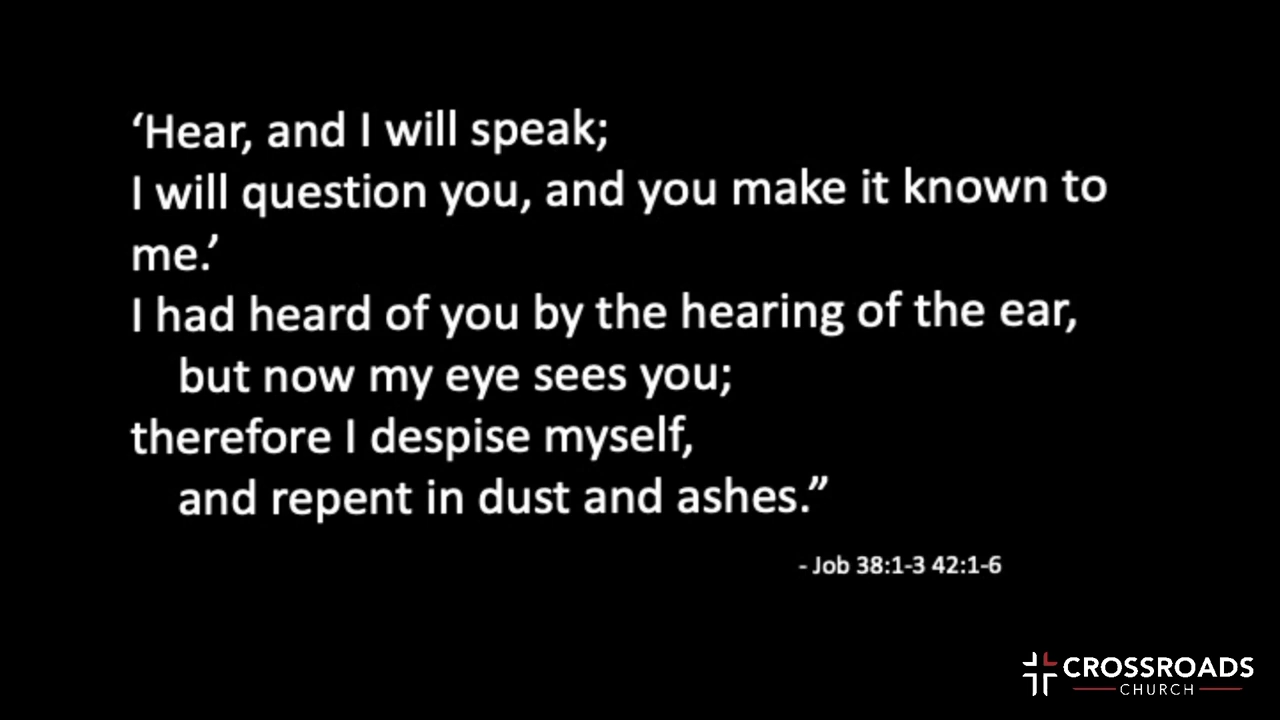 ‘Hear, and I will speak;
I will question you, and you make it known to
me.’
I had heard of you by the hearing of the ear,
but now my eye sees you;
therefore I despise myself,
and repent in dust and ashes.”
- Job 38:1-3 42:1-6
CROSSROADS
CHURCH